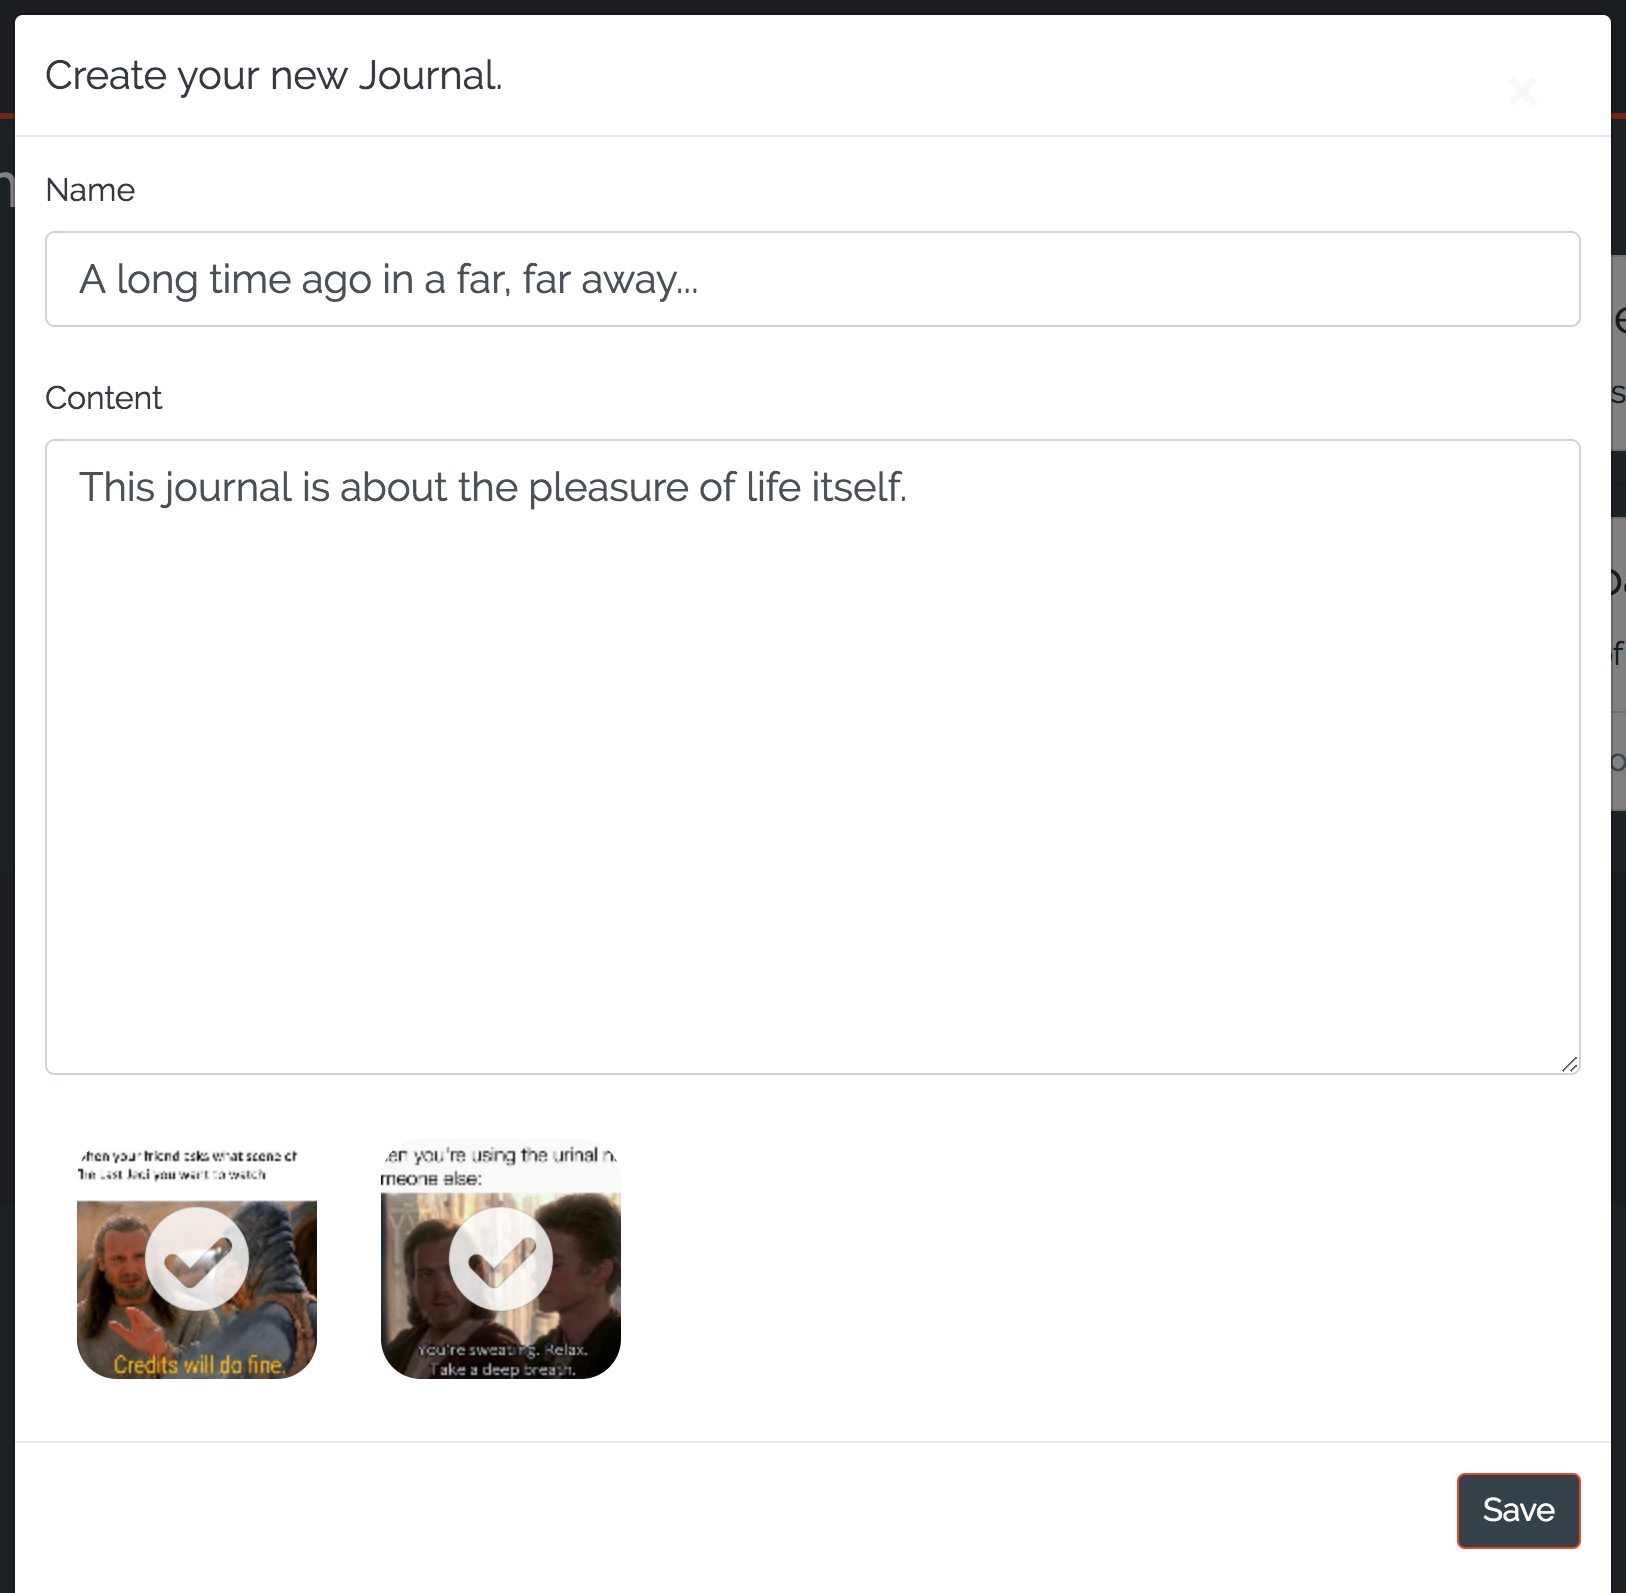 Create your new Journal.
Name
A long time ago in a far, far away...
Content
This journal is about the pleasure of life itself.
when your friend asks what scene of
The Last Jedi you want to watch
Credits will do fine.
en you're using the urinal n
meone else:
You're sweating. Relax.
Take a deep breath.
Save